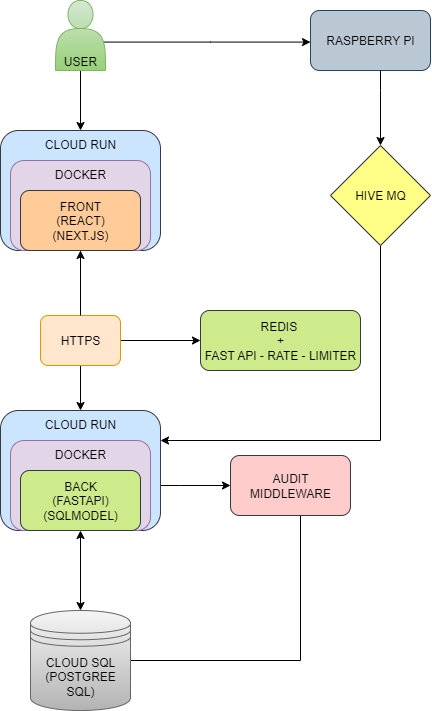 USER
RASPBERRY PI
CLOUD RUN
DOCKER
FRONT
(REACT)
(NEXT.JS)
HIVE MQ
HTTPS
REDIS
+
FAST API - RATE - LIMITER
CLOUD RUN
DOCKER
BACK
(FASTAPI)
(SQLMODEL)
AUDIT
MIDDLEWARE
CLOUD SQL
(POSTGREE
SQL)